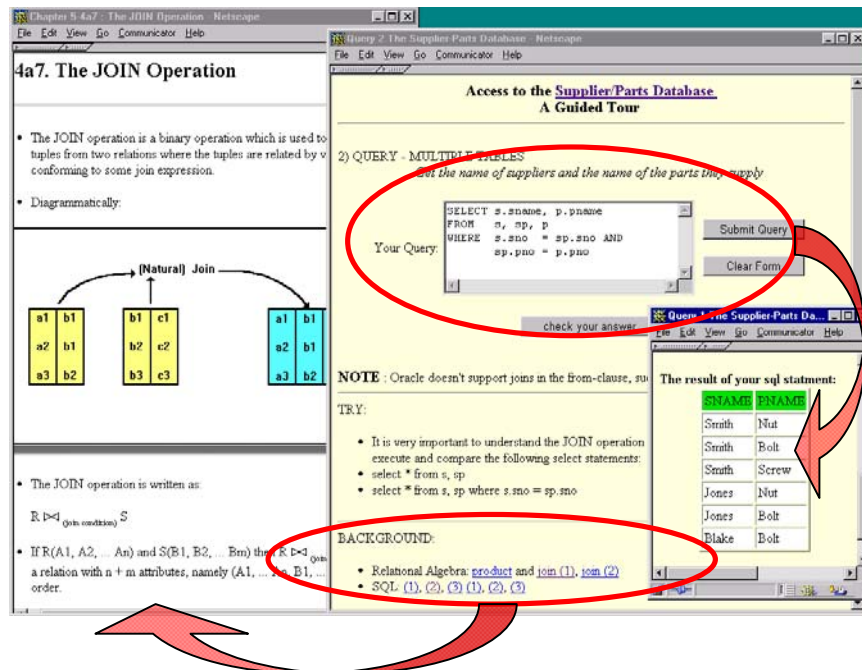 Chapter 5-4a7 : The JOIN Operation - Netscape
File Edit View Go Communicator Help
4a7. The JOIN Operation
• The JOIN operation is a binary operation which is used to
tuples from two relations where the tuples are related by v
conforming to some join expression.
• Diagrammatically:
(Natural) Join
a1 b1
a2 b1
a3 b2
b1 c1
b2 c2
b3 c3
a1 b1
a2 b1
a3 b2
• The JOIN operation is written as:
R ⋈ (join condition) S
• If R(A1, A2, ... An) and S(B1, B2, ... Bm) then R ⋈ (join
a relation with n + m attributes, namely (A1, ... An, B1, ...
order.
Query 2 The Supplier-Parts Database - Netscape
File Edit View Go Communicator Help
Access to the Supplier/Parts Database
A Guided Tour
2) QUERY - MULTIPLE TABLES
Get the name of suppliers and the name of the parts they supply
Your Query:
SELECT s.sname, p.pname
FROM s, sp, p
WHERE s.sno = sp.sno AND
sp.pno = p.pno
Submit Query
Clear Form
check your answer
NOTE : Oracle doesn't support joins in the from-clause, su
TRY:
• It is very important to understand the JOIN operation
execute and compare the following select statements:
• select * from s, sp
• select * from s, sp where s.sno = sp.sno
BACKGROUND:
• Relational Algebra: product and join (1), join (2)
• SQL (1), (2), (3) (1), (2), (3)
Query 1 The Supplier-Parts Da...
File Edit View Go Communicator Help
The result of your sql statment:
SNAME PNAME
Smith Nut
Smith Bolt
Smith Screw
Jones Nut
Jones Bolt
Blake Bolt